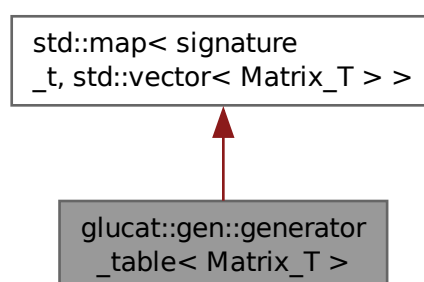 std::map< signature
_t, std::vector< Matrix_T > >
glucat::gen::generator
_table< Matrix_T >